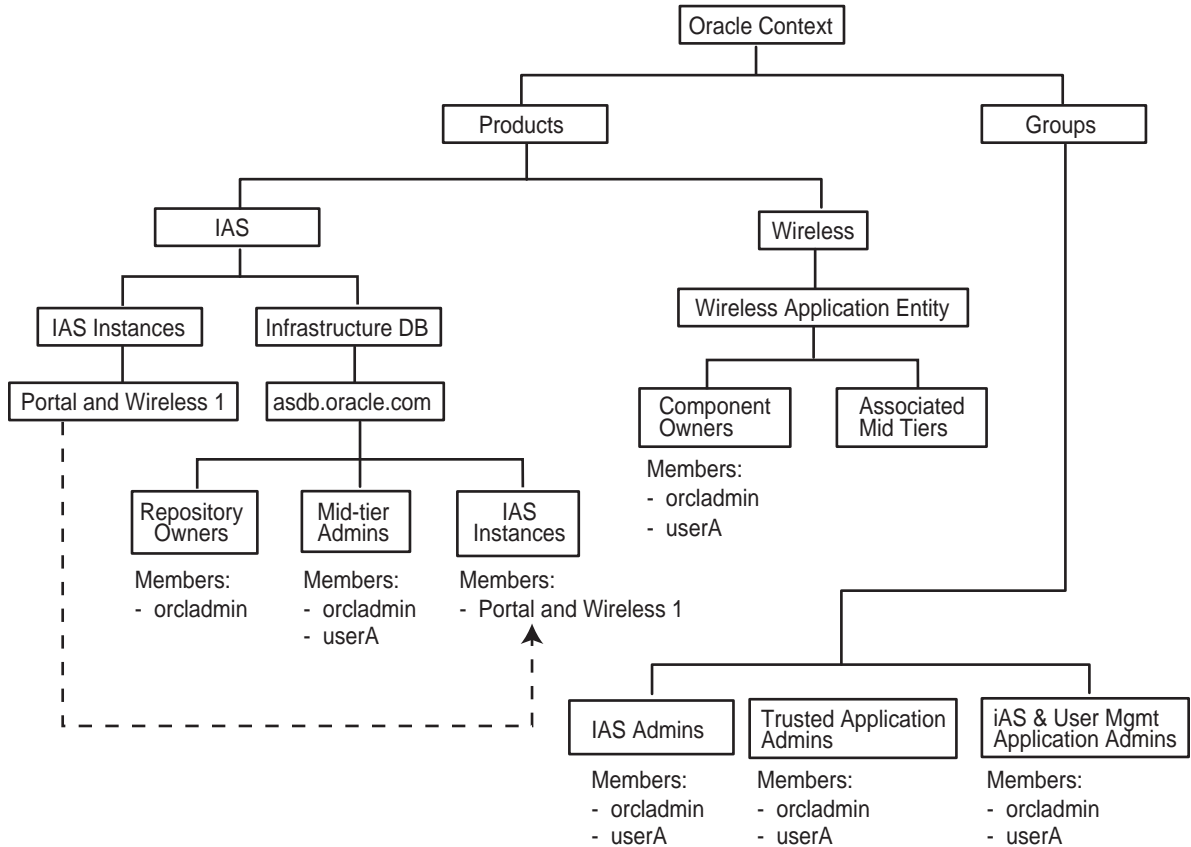 Oracle Context
Products
Groups
IAS
Wireless
IAS Instances
Infrastructure DB
Wireless Application Entity
Portal and Wireless 1
asdb.oracle.com
Component
Owners
Associated
Mid Tiers
Members:
- orcladmin
- userA
Repository
Owners
Mid-tier
Admins
IAS
Instances
Members:
- orcladmin
Members:
- orcladmin
- userA
Members:
- Portal and Wireless 1
IAS Admins
Trusted Application
Admins
iAS & User Mgmt
Application Admins
Members:
- orcladmin
- userA
Members:
- orcladmin
- userA
Members:
- orcladmin
- userA